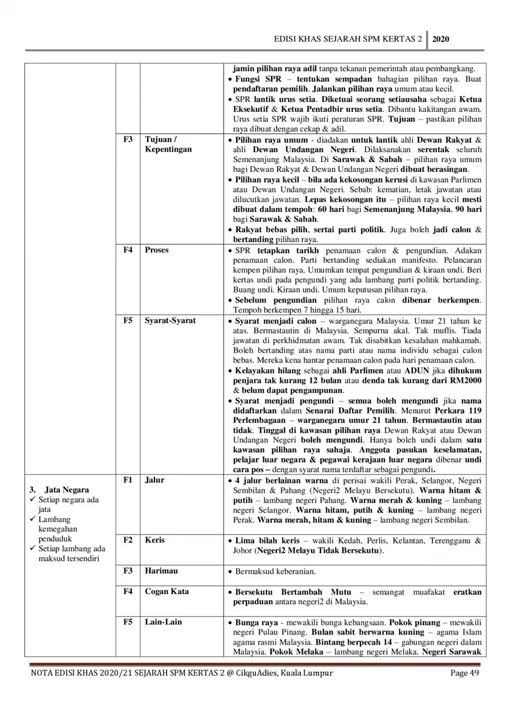 EDISI KHAS SEJARAH SPM KERTAS 2 2020
jamin pilihan raya adil tanpa tekanan pemerintah atau pembangkang.
• Fungsi SPR – tentukan sempadan bahagian pilihan raya. Buat
pendaftaran pemilih. Jalankan pilihan raya umum atau kecil.
• SPR lantik urus setia. Diketuai seorang setiausaha sebagai Ketua
Eksekutif & Ketua Pentadbir urus setia. Dibantu kakitangan awam.
Urus setia SPR wajib ikuti peraturan SPR. Tujuan – pastikan pilihan
raya dibuat dengan cekap & adil.
F3 Tujuan /
Kepentingan
• Pilihan raya umum - diadakan untuk lantik ahli Dewan Rakyat &
ahli Dewan Undangan Negeri. Dilaksanakan serentak seluruh
Semenanjung Malaysia. Di Sarawak & Sabah – pilihan raya umum
bagi Dewan Rakyat & Dewan Undangan Negeri dibuat berasingan.
• Pilihan raya kecil – bila ada kekosongan kerusi di kawasan Parlimen
atau Dewan Undangan Negeri. Sebab: kematian, letak jawatan atau
dilucutkan jawatan. Lepas kekosongan itu – pilihan raya kecil mesti
dibuat dalam tempoh: 60 hari bagi Semenanjung Malaysia, 90 hari
bagi Sarawak & Sabah.
• Rakyat bebas pilih, sertai parti politik. Juga boleh jadi calon &
bertanding pilihan raya.
F4 Proses
• SPR tetapkan tarikh penamaan calon & pengundian. Adakan
penamaan calon. Parti bertanding sediakan manifesto. Pelancaran
kempen pilihan raya. Umumkan tempat pengundian & kiraan undi. Beri
kertas undi pada pengundi yang ada lambang parti politik bertanding.
Buang undi. Kiraan undi. Umum keputusan pilihan raya.
• Sebelum pengundian pilihan raya calon dibenar berkempen.
Tempoh berkempen 7 hingga 15 hari.
F5 Syarat-Syarat
• Syarat menjadi calon – warganegara Malaysia. Umur 21 tahun ke
atas. Bermastautin di Malaysia. Sempurna akal. Tak muflis. Tiada
jawatan di perkhidmatan awam. Tak disabitkan kesalahan mahkamah.
Boleh bertanding atas nama parti atau nama individu sebagai calon
bebas. Mereka kena hantar penamaan calon pada hari penamaan calon.
• Kelayakan hilang sebagai ahli Parlimen atau ADUN jika dihukum
penjara tak kurang 12 bulan atau denda tak kurang dari RM2000
& belum dapat pengampunan.
• Syarat menjadi pengundi – semua boleh mengundi jika nama
didaftarkan dalam Senarai Daftar Pemilih. Menurut Perkara 119
Perlembagaan – warganegara umur 21 tahun. Bermastautin atau
tidak. Tinggal di kawasan pilihan raya Dewan Rakyat atau Dewan
Undangan Negeri boleh mengundi. Hanya boleh undi dalam satu
kawasan pilihan raya sahaja. Anggota pasukan keselamatan,
pelajar luar negara & pegawai kerajaan luar negara dibenar undi
cara pos – dengan syarat nama terdaftar sebagai pengundi.
3. Jata Negara
✓ Setiap negara ada
jata
✓ Lambang
kemegahan
penduduk
✓ Setiap lambang ada
maksud tersendiri
F1 Jalur
• 4 jalur berlainan warna di perisai wakili Perak, Selangor, Negeri
Sembilan & Pahang (Negeri2 Melayu Bersekutu). Warna hitam &
putih – lambang negeri Pahang. Warna merah & kuning – lambang
negeri Selangor. Warna hitam, putih & kuning – lambang negeri
Perak. Warna merah, hitam & kuning – lambang negeri Sembilan.
F2 Keris
• Lima bilah keris – wakili Kedah, Perlis, Kelantan, Terengganu &
Johor (Negeri2 Melayu Tidak Bersekutu).
F3 Harimau
• Bermaksud keberanian.
F4 Cogan Kata
• Bersekutu Bertambah Mutu – semangat muafakat eratkan
perpaduan antara negeri2 di Malaysia.
F5 Lain-Lain
• Bunga raya - mewakili bunga kebangsaan. Pokok pinang – mewakili
negeri Pulau Pinang. Bulan sabit berwarna kuning – agama Islam
agama rasmi Malaysia. Bintang berpecah 14 – gabungan negeri dalam
Malaysia. Pokok Melaka – lambang negeri Melaka. Negeri Sarawak
NOTA EDISI KHAS 2020/21 SEJARAH SPM KERTAS 2 @ CikguAdies, Kuala Lumpur Page 49